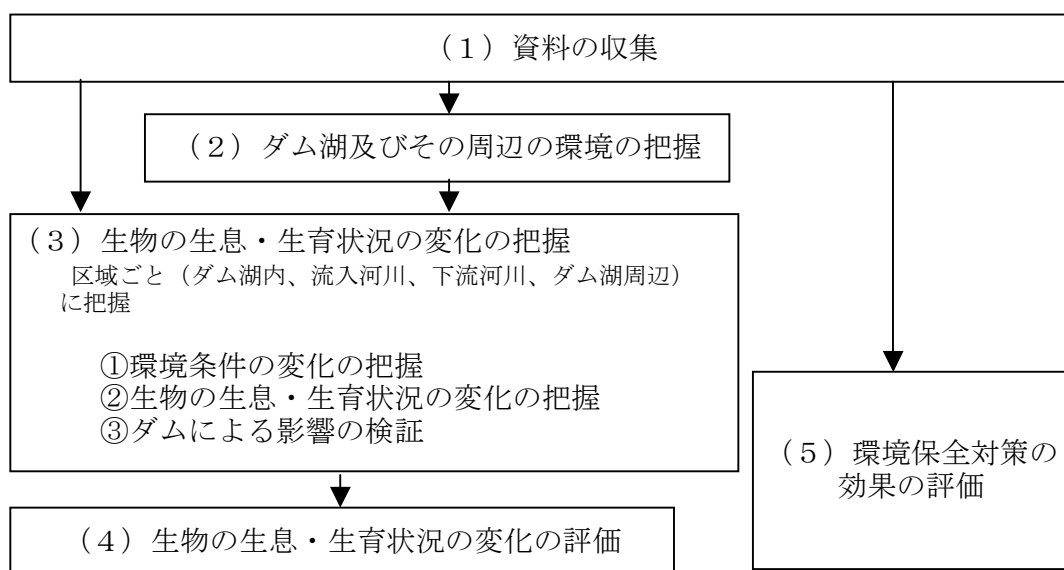 （１）資料の収集
（２）ダム湖及びその周辺の環境の把握
（３）生物の生息・生育状況の変化の把握
区域ごと（ダム湖内、流入河川、下流河川、ダム湖周辺）
に把握
①環境条件の変化の把握
②生物の生息・生育状況の変化の把握
③ダムによる影響の検証
（４）生物の生息・生育状況の変化の評価
（５）環境保全対策の
効果の評価